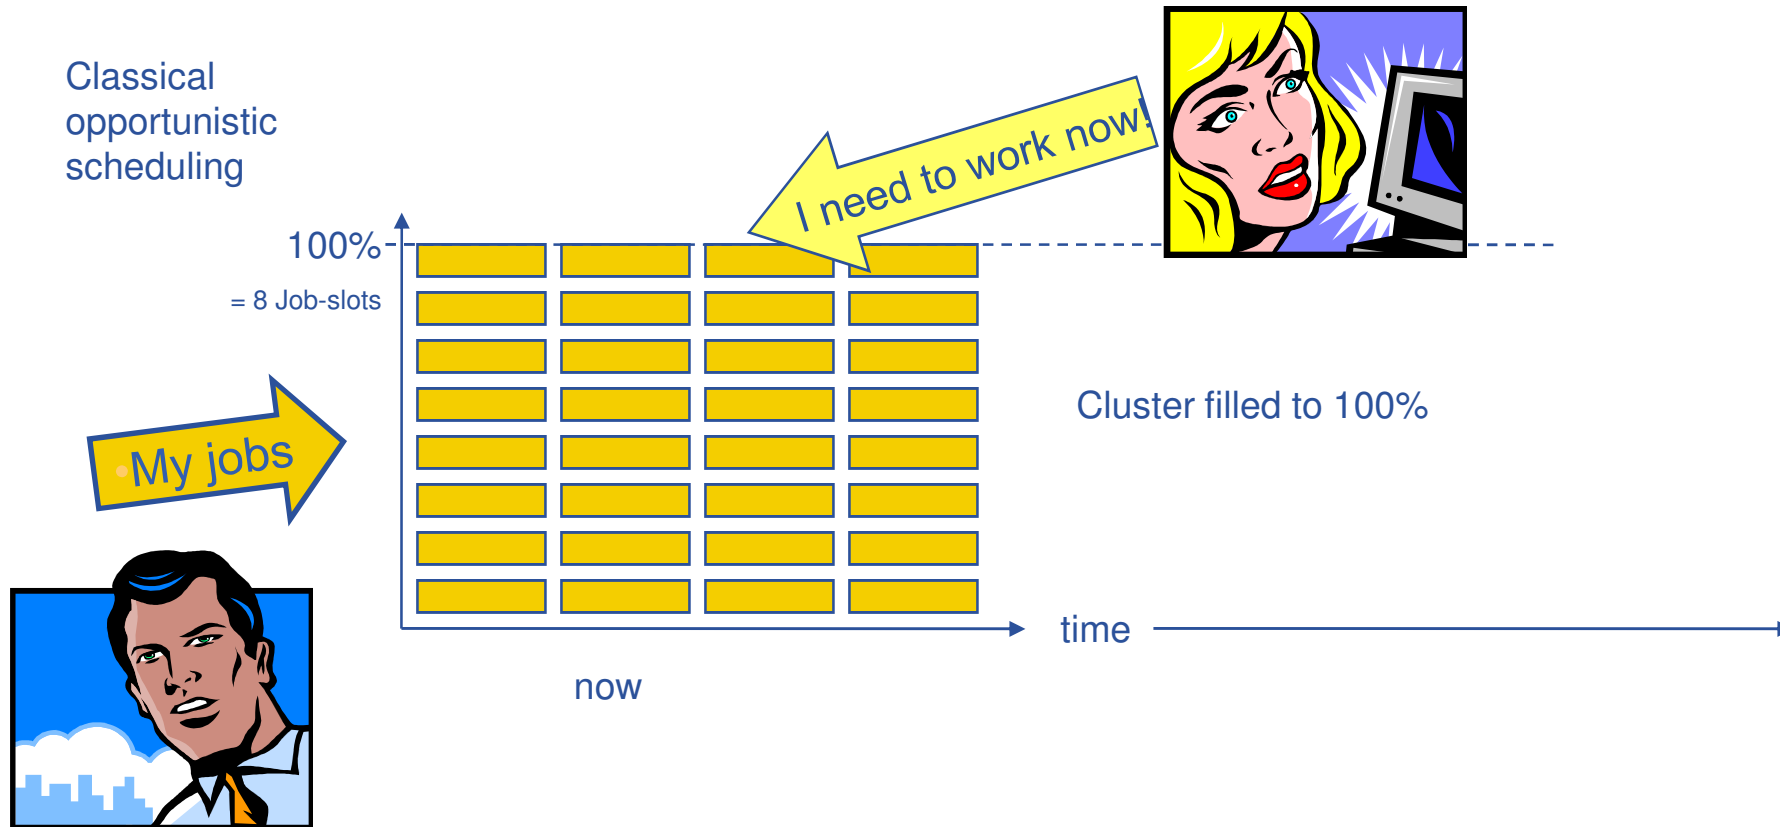 Classical
opportunistic
scheduling
I need to work now!
100%
= 8 Job-slots
Cluster filled to 100%
•My jobs
time
now